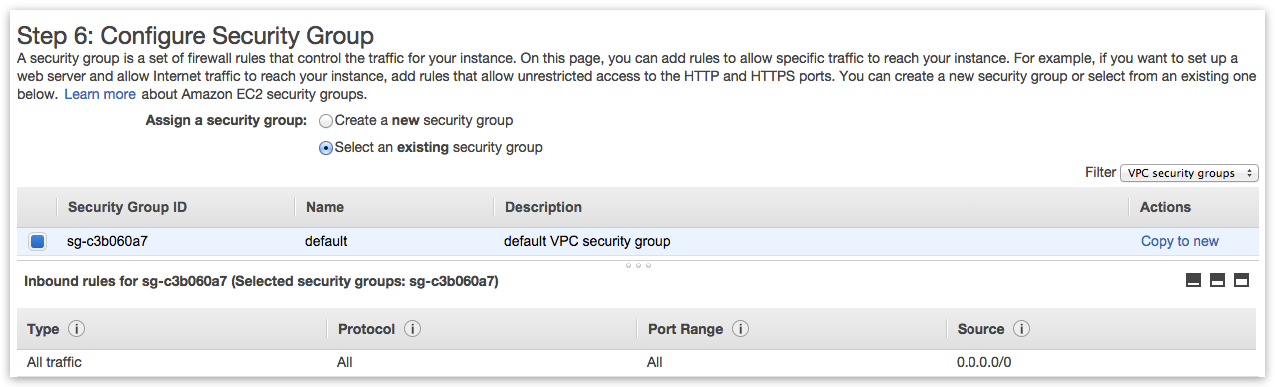 Step 6: Configure Security Group
A security group is a set of firewall rules that control the traffic for your instance. On this page, you can add rules to allow specific traffic to reach your instance. For example, if you want to set up a
web server and allow Internet traffic to reach your instance, add rules that allow unrestricted access to the HTTP and HTTPS ports. You can create a new security group or select from an existing one
below. Learn more about Amazon EC2 security groups.
Assign a security group: Create a new security group
Select an existing security group
Filter VPC security groups
Security Group ID Name Description Actions
sg-c3b060a7 default default VPC security group Copy to new
Inbound rules for sg-c3b060a7 (Selected security groups: sg-c3b060a7)
Type i Protocol i Port Range i Source i
All traffic All All 0.0.0.0/0